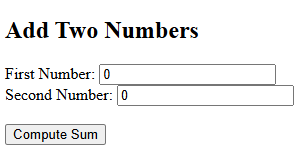 Add Two Numbers
First Number: 0
Second Number: 0
Compute Sum